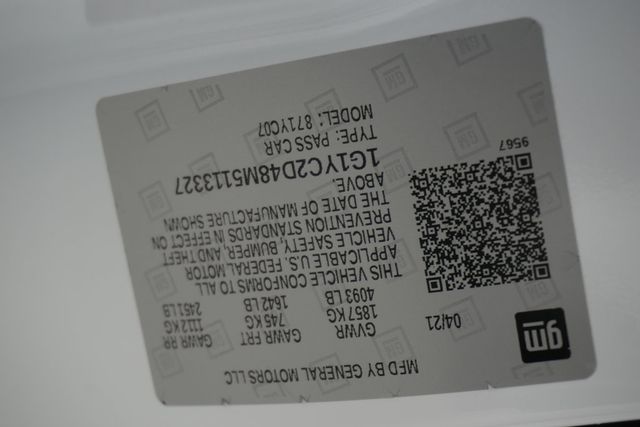 gm
MFD BY GENERAL MOTORS LLC
04/21
GVWR GAWR FRT GAWR RR
1857 KG 745 KG 1112 KG
4093 LB 1642 LB 2451 LB
THIS VEHICLE CONFORMS TO ALL
APPLICABLE U.S. FEDERAL MOTOR
VEHICLE SAFETY, BUMPER, AND THEFT
PREVENTION STANDARDS IN EFFECT ON
THE DATE OF MANUFACTURE SHOWN
ABOVE.
1G1YC2D48M5113327
TYPE: PASS CAR
MODEL: 871YC07
9567